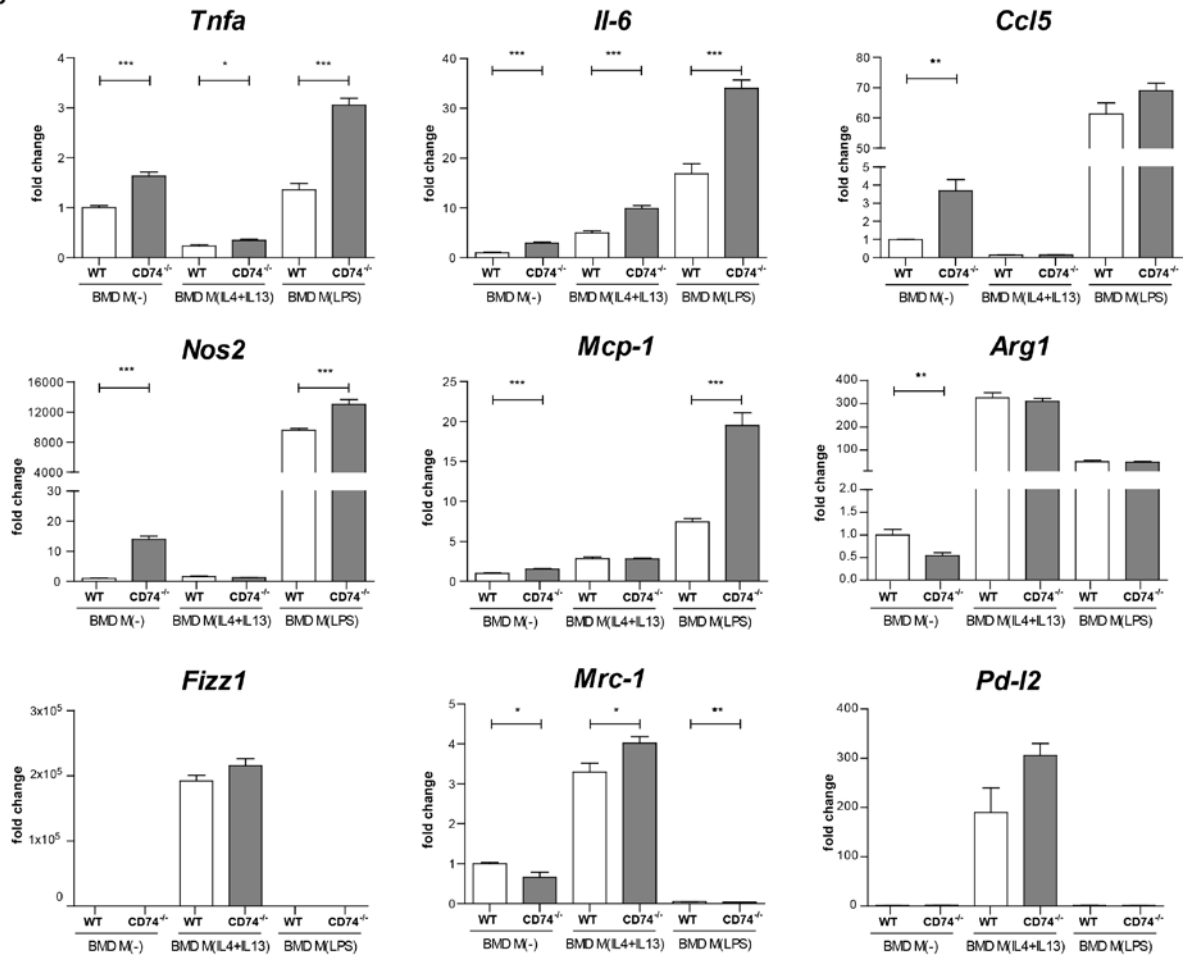 Tnfa
Il-6
Ccl5
fold change
4
3
2
1
0
***
*
***
WT CD74-/- WT CD74-/- WT CD74-/-
BMDM(-) BMDM(IL4+IL13) BMDM(LPS)
fold change
40
30
20
10
0
***
***
***
WT CD74-/- WT CD74-/- WT CD74-/-
BMDM(-) BMDM(IL4+IL13) BMDM(LPS)
fold change
80
70
60
50
5
4
3
2
1
0
**
WT CD74-/- WT CD74-/- WT CD74-/-
BMDM(-) BMDM(IL4+IL13) BMDM(LPS)
Nos2
Mcp-1
Arg1
fold change
16000
12000
8000
4000
30
20
10
0
***
***
WT CD74-/- WT CD74-/- WT CD74-/-
BMDM(-) BMDM(IL4+IL13) BMDM(LPS)
fold change
25
20
15
10
5
0
***
***
WT CD74-/- WT CD74-/- WT CD74-/-
BMDM(-) BMDM(IL4+IL13) BMDM(LPS)
fold change
400
300
200
100
2.0
1.5
1.0
0.5
0.0
**
WT CD74-/- WT CD74-/- WT CD74-/-
BMDM(-) BMDM(IL4+IL13) BMDM(LPS)
Fizz1
Mrc-1
Pd-l2
fold change
3x10⁵
2x10⁵
1x10⁵
0
WT CD74-/- WT CD74-/- WT CD74-/-
BMDM(-) BMDM(IL4+IL13) BMDM(LPS)
fold change
5
4
3
2
1
0
*
*
**
WT CD74-/- WT CD74-/- WT CD74-/-
BMDM(-) BMDM(IL4+IL13) BMDM(LPS)
fold change
400
300
200
100
0
WT CD74-/- WT CD74-/- WT CD74-/-
BMDM(-) BMDM(IL4+IL13) BMDM(LPS)